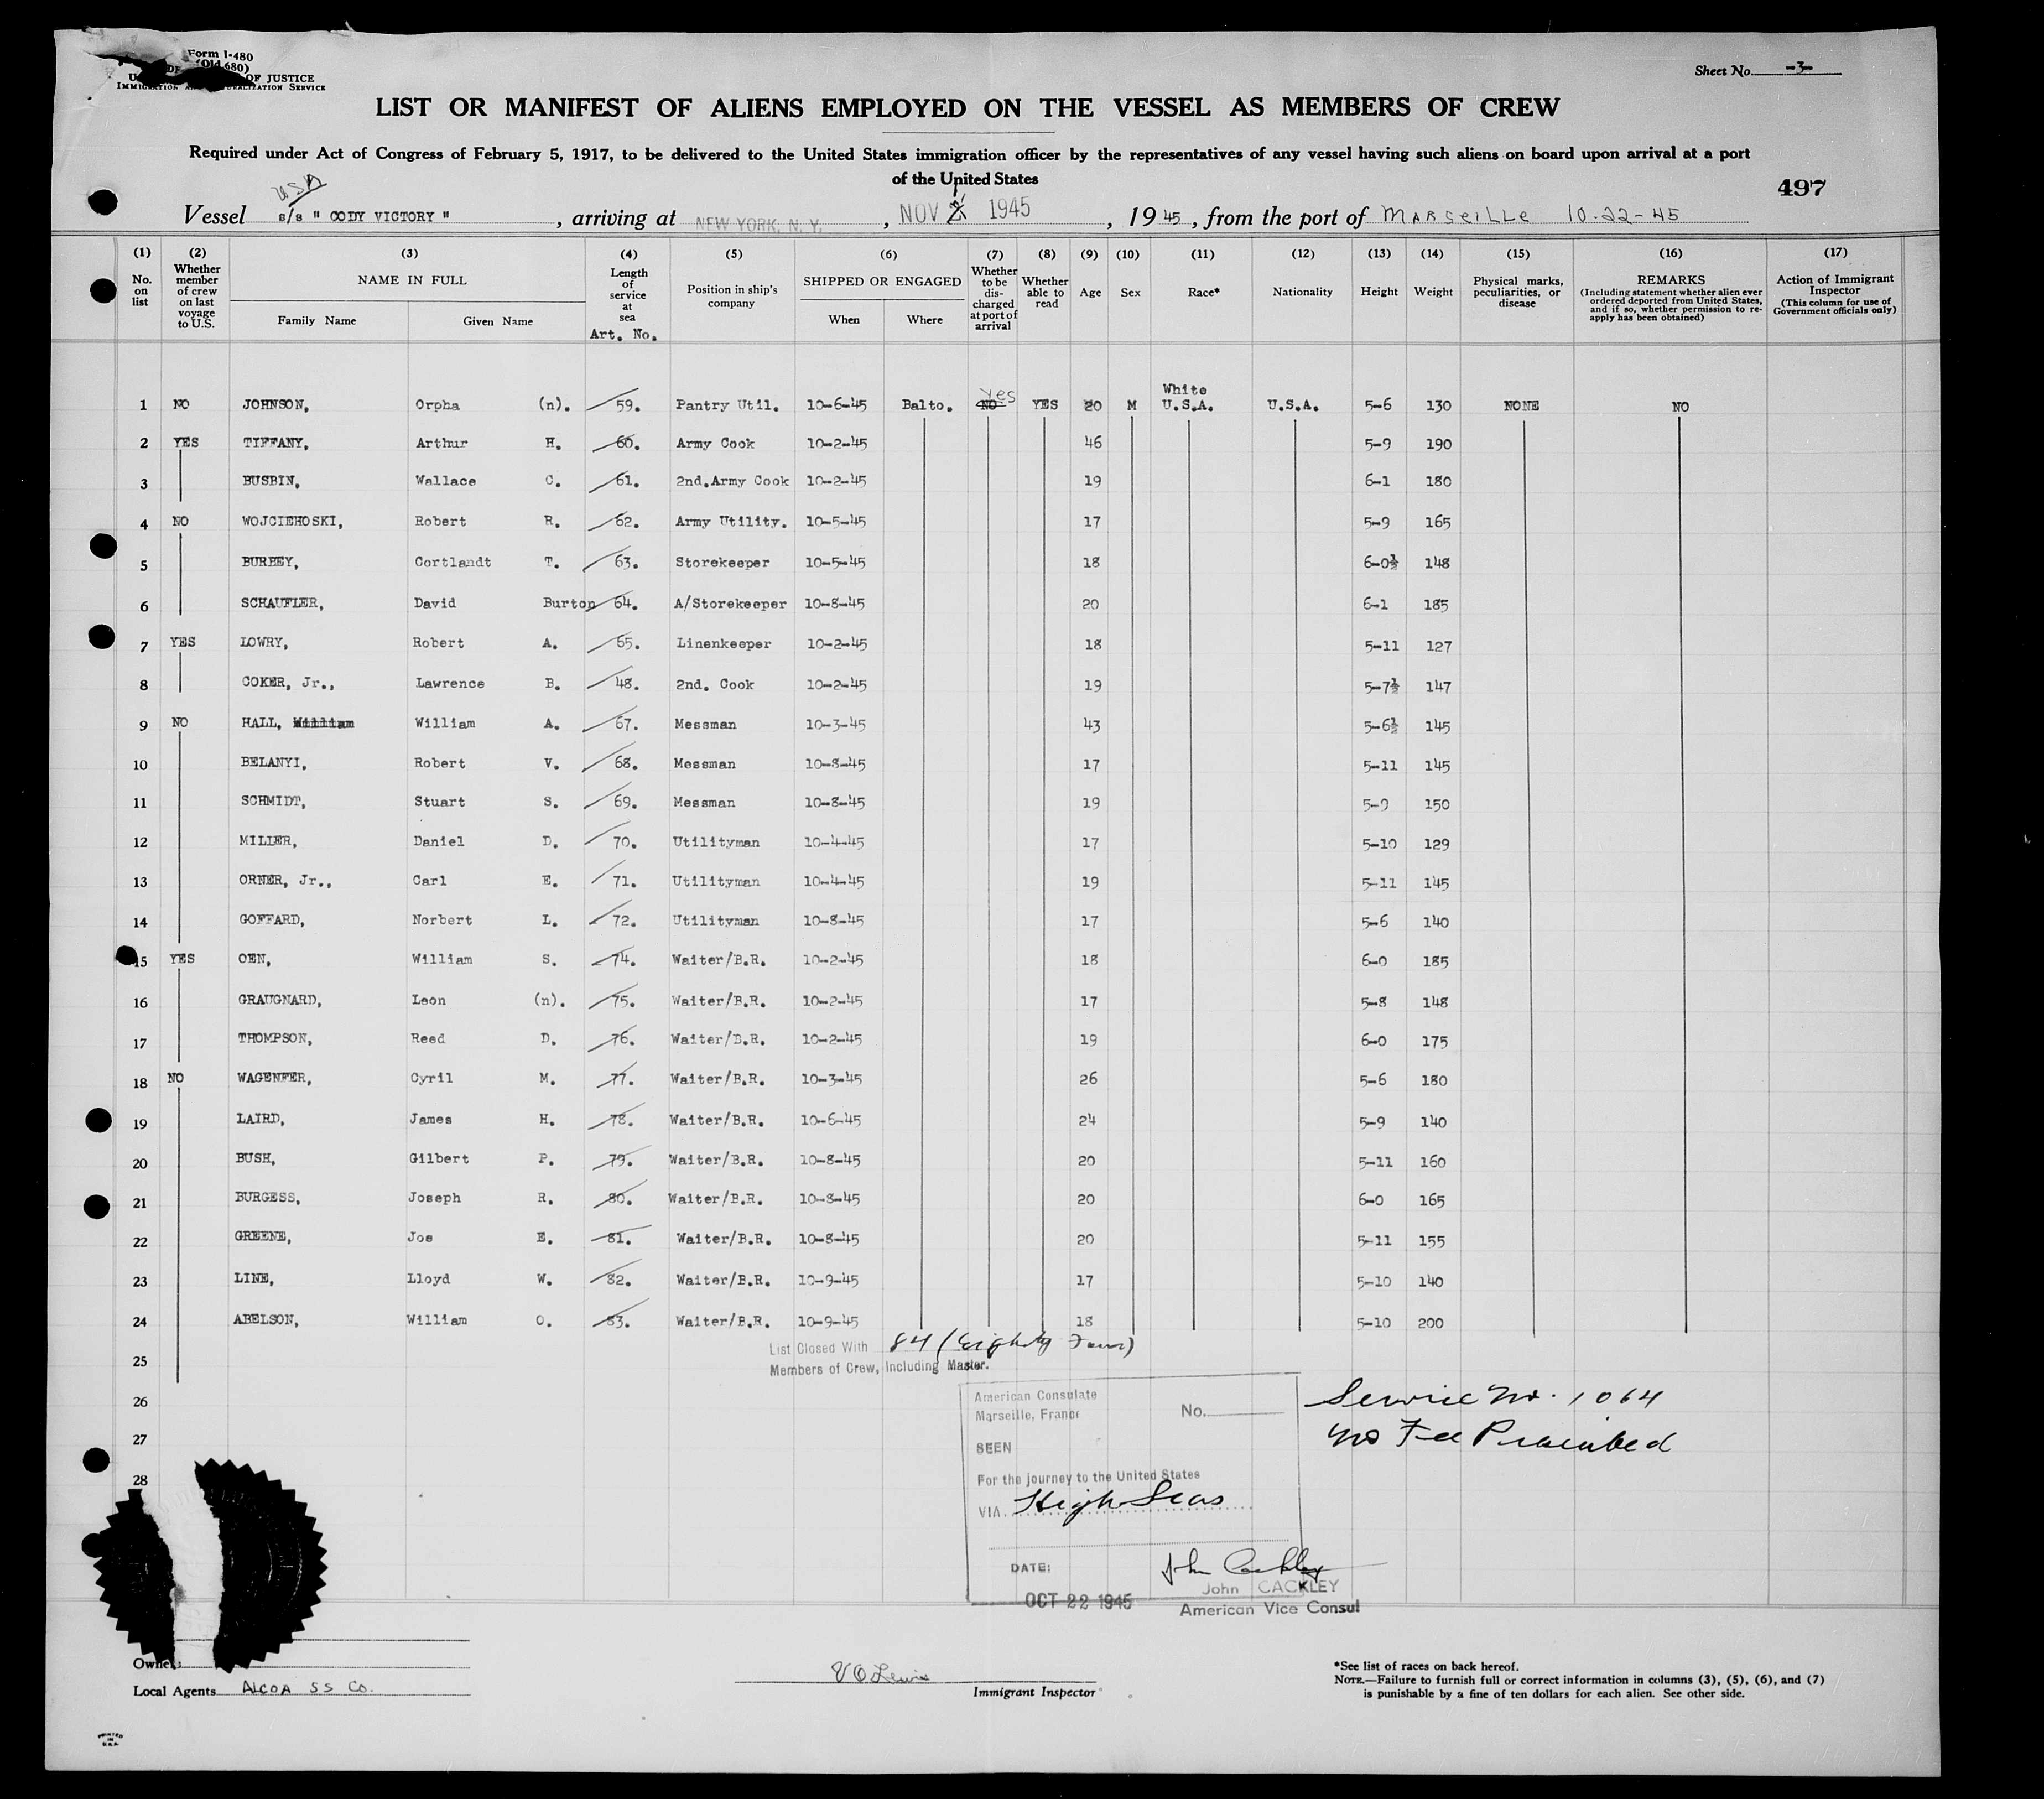 Form I-480
(Old 680)
OF JUSTICE
IMMIGRATION AND NATURALIZATION SERVICE
Sheet No. -3-
LIST OR MANIFEST OF ALIENS EMPLOYED ON THE VESSEL AS MEMBERS OF CREW
Required under Act of Congress of February 5, 1917, to be delivered to the United States immigration officer by the representatives of any vessel having such aliens on board upon arrival at a port
of the United States
497
USA
Vessel s/s " CODY VICTORY " , arriving at NEW YORK, N. Y. , NOV 1945 , 1945 , from the port of MARSEILLE 10-22-45
(1) No. on list (2) Whether member of crew on last voyage to U.S. (3) NAME IN FULL Family Name Given Name (4) Length of service at sea Art. No. (5) Position in ship's company (6) SHIPPED OR ENGAGED When Where (7) Whether to be discharged at port of arrival (8) Whether able to read (9) Age (10) Sex (11) Race* (12) Nationality (13) Height (14) Weight (15) Physical marks, peculiarities, or disease (16) REMARKS (Including statement whether alien ever ordered deported from United States, and if so, whether permission to reapply has been obtained) (17) Action of Immigrant Inspector (This column for use of Government officials only)
1 NO JOHNSON, Orpha (n). 59. Pantry Util. 10-6-45 Balto. NO yes YES 20 M White U.S.A. U.S.A. 5-6 130 NONE NO
2 YES TIFFANY, Arthur H. 60. Army Cook 10-2-45 46 5-9 190
3 BUSBIN, Wallace C. 61. 2nd.Army Cook 10-2-45 19 6-1 180
4 NO WOJCIEHOSKI, Robert R. 62. Army Utility. 10-5-45 17 5-9 165
5 BURBEY, Cortlandt T. 63. Storekeeper 10-5-45 18 6-0½ 148
6 SCHAUFLER, David Burton 64. A/Storekeeper 10-8-45 20 6-1 185
7 YES LOWRY, Robert A. 65. Linenkeeper 10-2-45 18 5-11 127
8 COKER, Jr., Lawrence B. 48. 2nd. Cook 10-2-45 19 5-7½ 147
9 NO HALL, William William A. 67. Messman 10-3-45 43 5-6½ 145
10 BELANYI, Robert V. 68. Messman 10-8-45 17 5-11 145
11 SCHMIDT, Stuart S. 69. Messman 10-8-45 19 5-9 150
12 MILLER, Daniel D. 70. Utilityman 10-4-45 17 5-10 129
13 ORNER, Jr., Carl E. 71. Utilityman 10-4-45 19 5-11 145
14 GOFFARD, Norbert L. 72. Utilityman 10-8-45 17 5-6 140
15 YES OEN, William S. 74. Waiter/B.R. 10-2-45 18 6-0 185
16 GRAUGNARD, Leon (n). 75. Waiter/B.R. 10-2-45 17 5-8 148
17 THOMPSON, Reed D. 76. Waiter/B.R. 10-2-45 19 6-0 175
18 NO WAGENFER, Cyril M. 77. Waiter/B.R. 10-3-45 26 5-6 180
19 LAIRD, James H. 78. Waiter/B.R. 10-6-45 24 5-9 140
20 BUSH, Gilbert P. 79. Waiter/B.R. 10-8-45 20 5-11 160
21 BURGESS, Joseph R. 80. Waiter/B.R. 10-8-45 20 6-0 165
22 GREENE, Joe E. 81. Waiter/B.R. 10-8-45 20 5-11 155
23 LINE, Lloyd W. 82. Waiter/B.R. 10-9-45 17 5-10 140
24 ABELSON, William O. 83. Waiter/B.R. 10-9-45 18 5-10 200
List Closed With 84 (Eighty Four)
25
Members of Crew, Including Master.
26
27
28
American Consulate
Marseille, France
No.
SEEN
For the journey to the United States
VIA High Seas
DATE:
OCT 22 1945
John Cackley
John CACKLEY
American Vice Consul
Service No. 1064
No Fee Prescribed
Owners
Local Agents ALCOA SS CO.
V O Lewis
Immigrant Inspector
*See list of races on back hereof.
NOTE.—Failure to furnish full or correct information in columns (3), (5), (6), and (7)
is punishable by a fine of ten dollars for each alien. See other side.
PRINTED
IN
U.S.A.